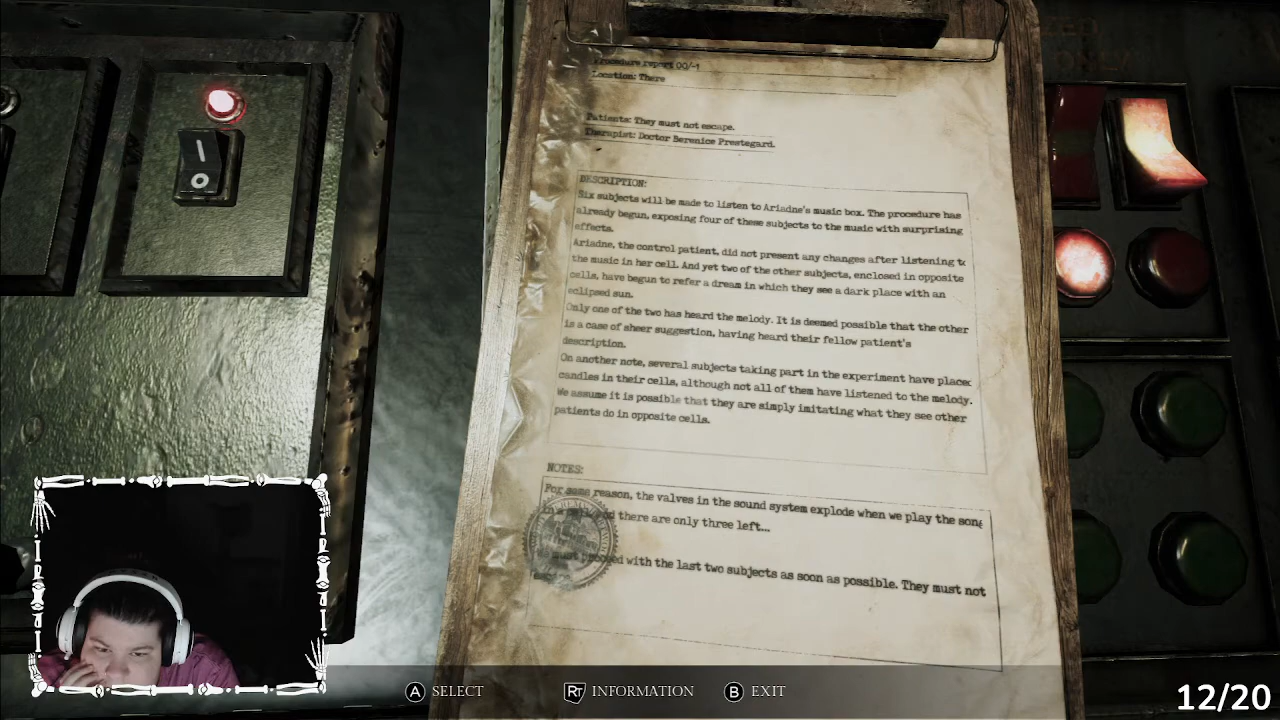 Procedure report 00/-1
Location: There
Patients: They must not escape.
Therapist: Doctor Berenice Prestegard.
DESCRIPTION:
Six subjects will be made to listen to Ariadne's music box. The procedure has
already begun, exposing four of these subjects to the music with surprising
effects.
Ariadne, the control patient, did not present any changes after listening t
the music in her cell. And yet two of the other subjects, enclosed in opposite
cells, have begun to refer a dream in which they see a dark place with an
eclipsed sun.
Only one of the two has heard the melody. It is deemed possible that the other
is a case of sheer suggestion, having heard their fellow patient's
description.
On another note, several subjects taking part in the experiment have place
candles in their cells, although not all of them have listened to the melody.
We assume it is possible that they are simply imitating what they see other
patients do in opposite cells.
NOTES:
For some reason, the valves in the sound system explode when we play the song
there are only three left...
with the last two subjects as soon as possible. They must not
A SELECT
RT INFORMATION
B EXIT
12/20